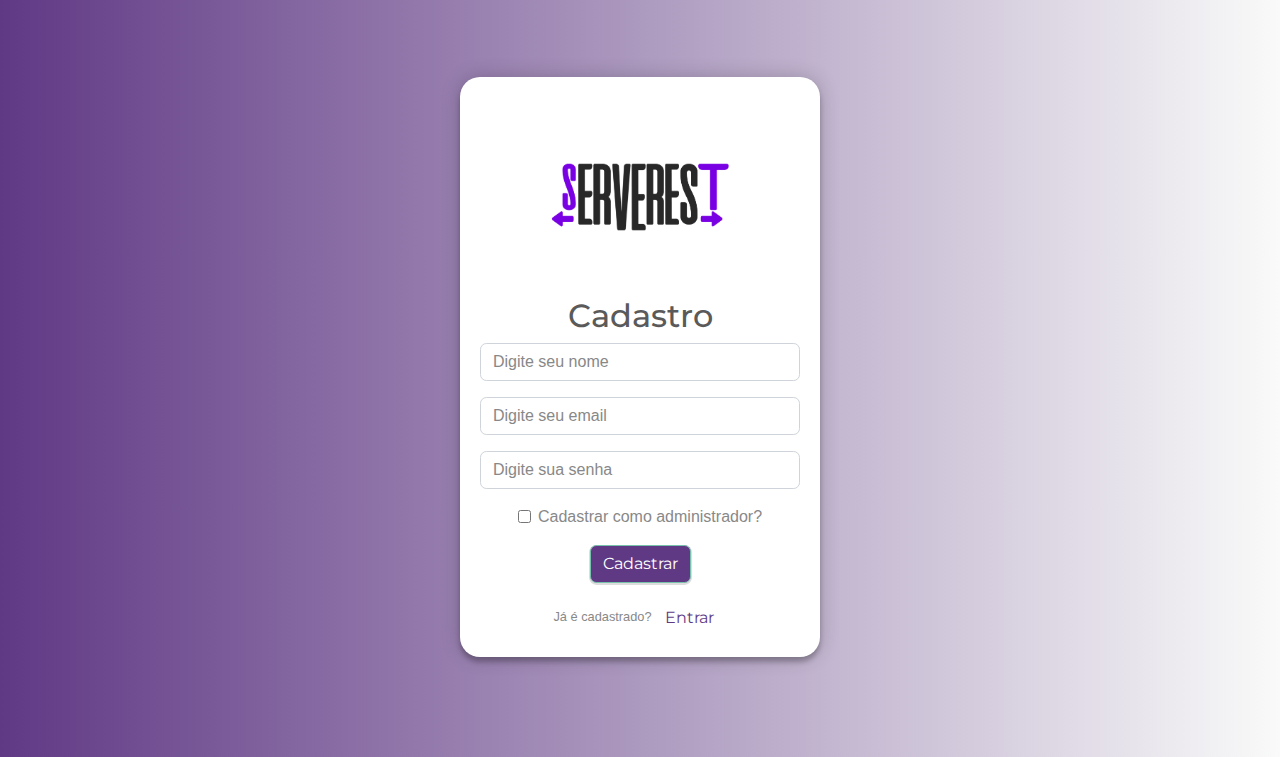 SERVEREST
Cadastro
Digite seu nome
Digite seu email
Digite sua senha
Cadastrar como administrador?
Cadastrar
Já é cadastrado? Entrar